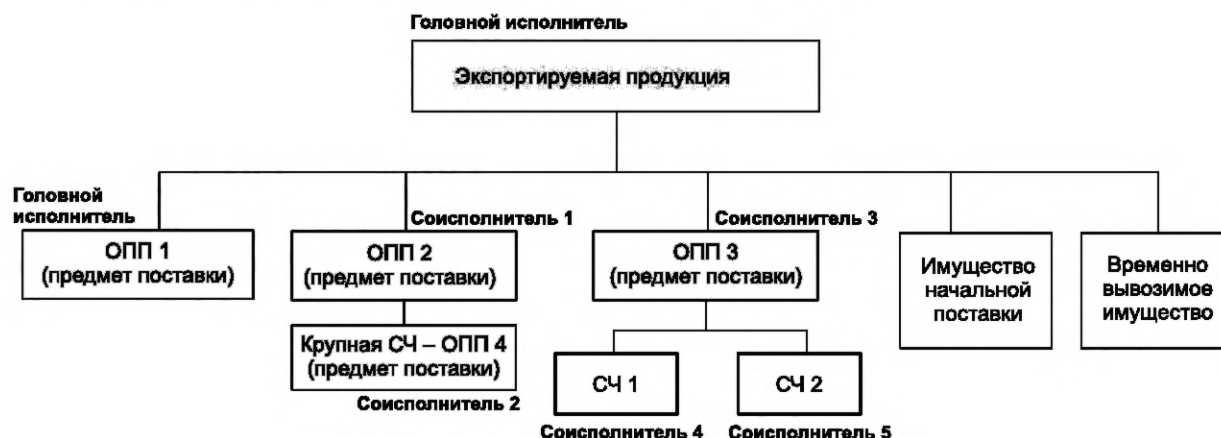 Головной исполнитель
Экспортируемая продукция
Головной
исполнитель
ОПП 1
(предмет поставки)
Соисполнитель 1
ОПП 2
(предмет поставки)
Крупная СЧ – ОПП 4
(предмет поставки)
Соисполнитель 2
Соисполнитель 3
ОПП 3
(предмет поставки)
СЧ 1
Соисполнитель 4
СЧ 2
Соисполнитель 5
Имущество
начальной
поставки
Временно
вывозимое
имущество